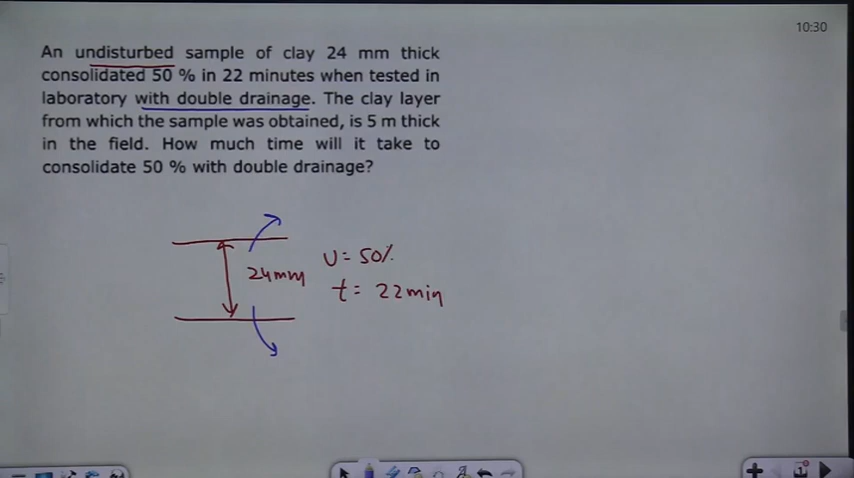 10:30
An undisturbed sample of clay 24 mm thick
consolidated 50 % in 22 minutes when tested in
laboratory with double drainage. The clay layer
from which the sample was obtained, is 5 m thick
in the field. How much time will it take to
consolidate 50 % with double drainage?
24mm
U = 50%
t = 22min
1